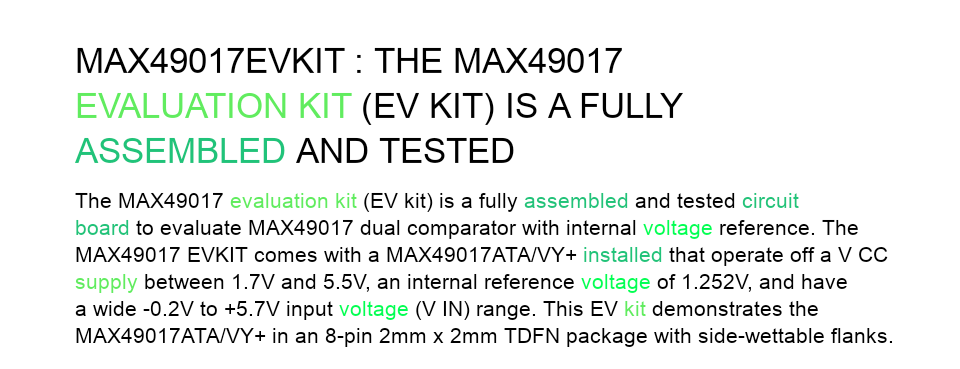 MAX49017EVKIT : THE MAX49017
EVALUATION KIT (EV KIT) IS A FULLY
ASSEMBLED AND TESTED
The MAX49017 evaluation kit (EV kit) is a fully assembled and tested circuit
board to evaluate MAX49017 dual comparator with internal voltage reference. The
MAX49017 EVKIT comes with a MAX49017ATA/VY+ installed that operate off a V CC
supply between 1.7V and 5.5V, an internal reference voltage of 1.252V, and have
a wide -0.2V to +5.7V input voltage (V IN) range. This EV kit demonstrates the
MAX49017ATA/VY+ in an 8-pin 2mm x 2mm TDFN package with side-wettable flanks.